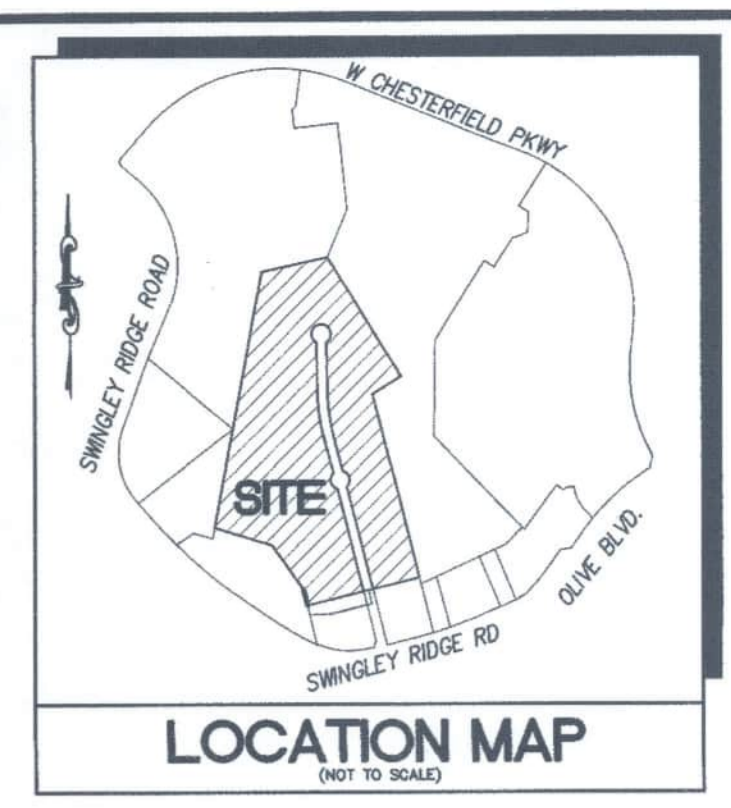 W CHESTERFIELD PKWY
SWINGLEY RIDGE ROAD
SITE
OLIVE BLVD.
SWINGLEY RIDGE RD
LOCATION MAP
(NOT TO SCALE)